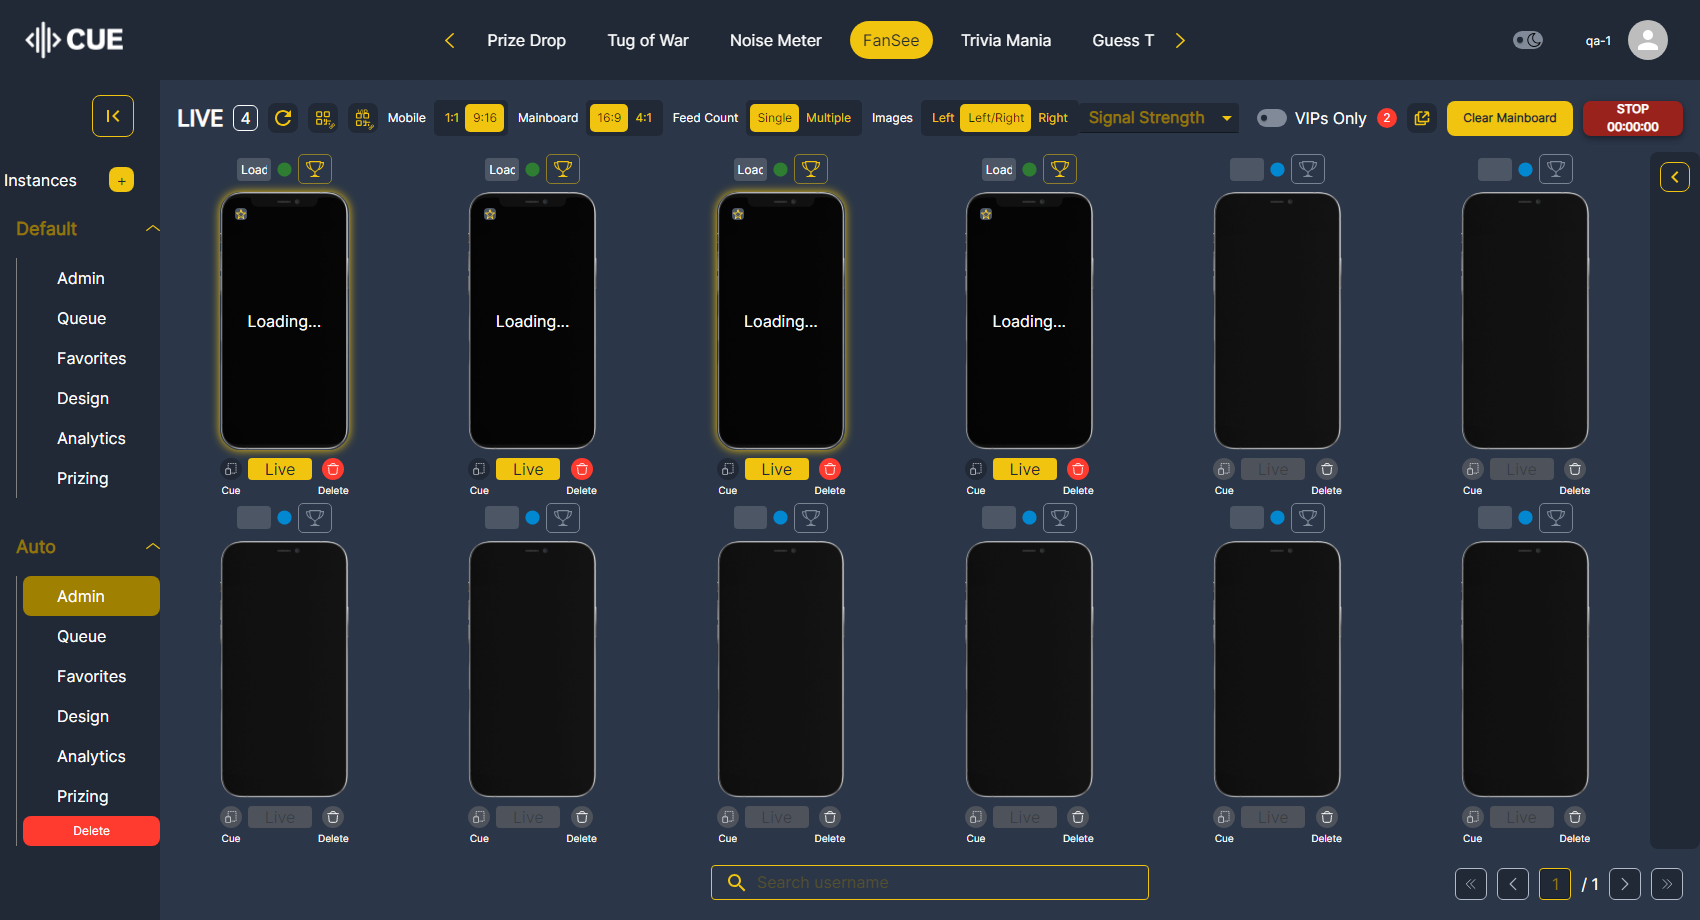 CUE
Prize Drop
Tug of War
Noise Meter
FanSee
Trivia Mania
Guess T
qa-1
LIVE 4
Mobile 1:1 9:16
Mainboard 16:9 4:1
Feed Count Single Multiple
Images Left Left/Right Right
Signal Strength
VIPs Only 2
Clear Mainboard
STOP
00:00:00
Instances +
Default
Admin
Queue
Favorites
Design
Analytics
Prizing
Auto
Admin
Queue
Favorites
Design
Analytics
Prizing
Delete
Load Load Load Load
Loading... Loading... Loading... Loading...
Live Live Live Live Live Live
Cue Delete Cue Delete Cue Delete Cue Delete Cue Delete Cue Delete
Live Live Live Live Live Live
Cue Delete Cue Delete Cue Delete Cue Delete Cue Delete Cue Delete
Search username
1 / 1